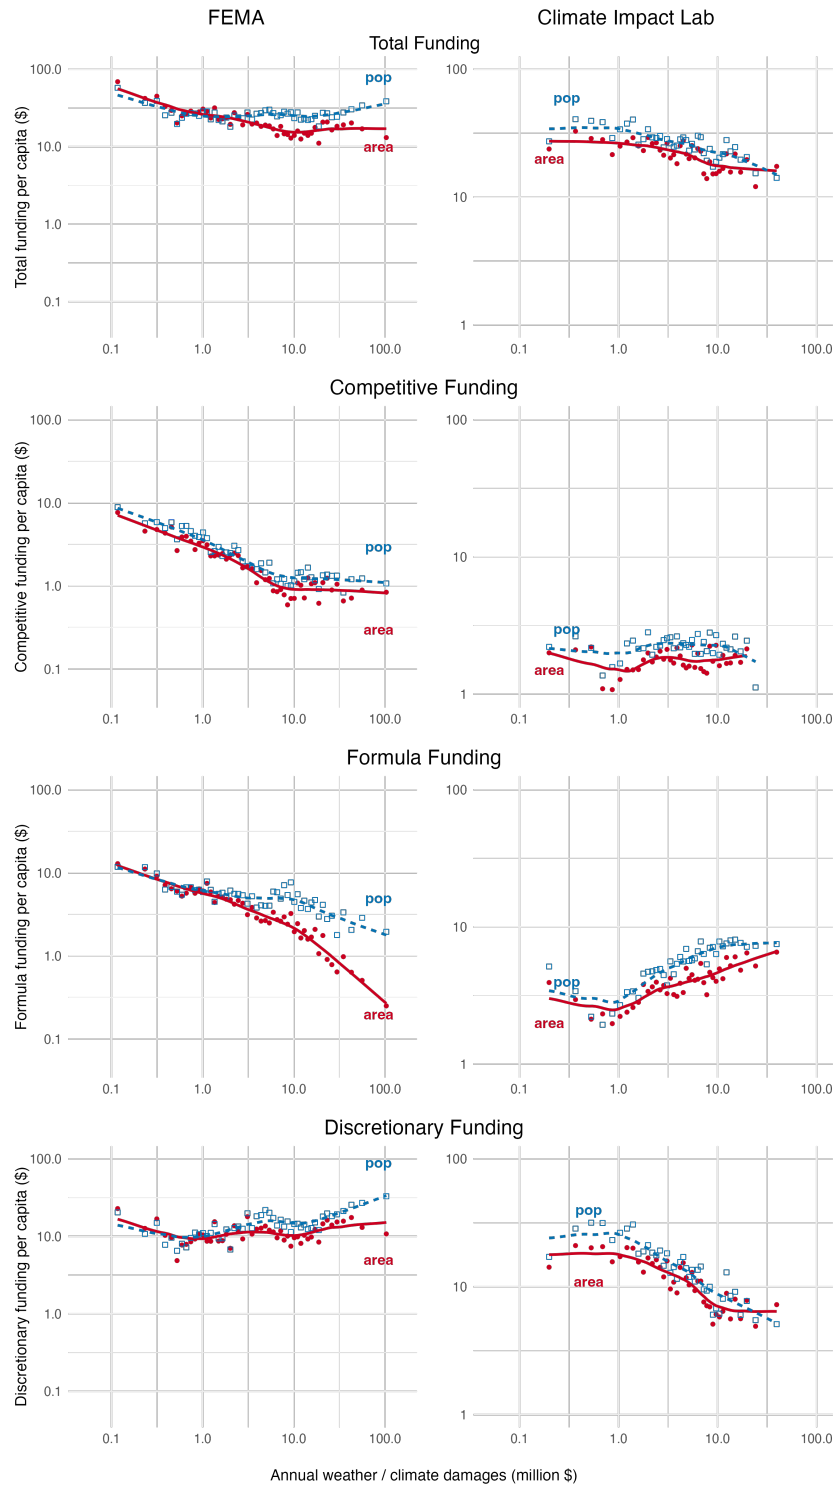 FEMA
Climate Impact Lab
Total Funding
Total funding per capita ($)
100.0
10.0
1.0
0.1
pop
area
0.1 1.0 10.0 100.0
100
10
1
pop
area
0.1 1.0 10.0 100.0
Competitive Funding
Competitive funding per capita ($)
100.0
10.0
1.0
0.1
pop
area
0.1 1.0 10.0 100.0
100
10
1
pop
area
0.1 1.0 10.0 100.0
Formula Funding
Formula funding per capita ($)
100.0
10.0
1.0
0.1
pop
area
0.1 1.0 10.0 100.0
100
10
1
pop
area
0.1 1.0 10.0 100.0
Discretionary Funding
Discretionary funding per capita ($)
100.0
10.0
1.0
0.1
pop
area
0.1 1.0 10.0 100.0
100
10
1
pop
area
0.1 1.0 10.0 100.0
Annual weather / climate damages (million $)